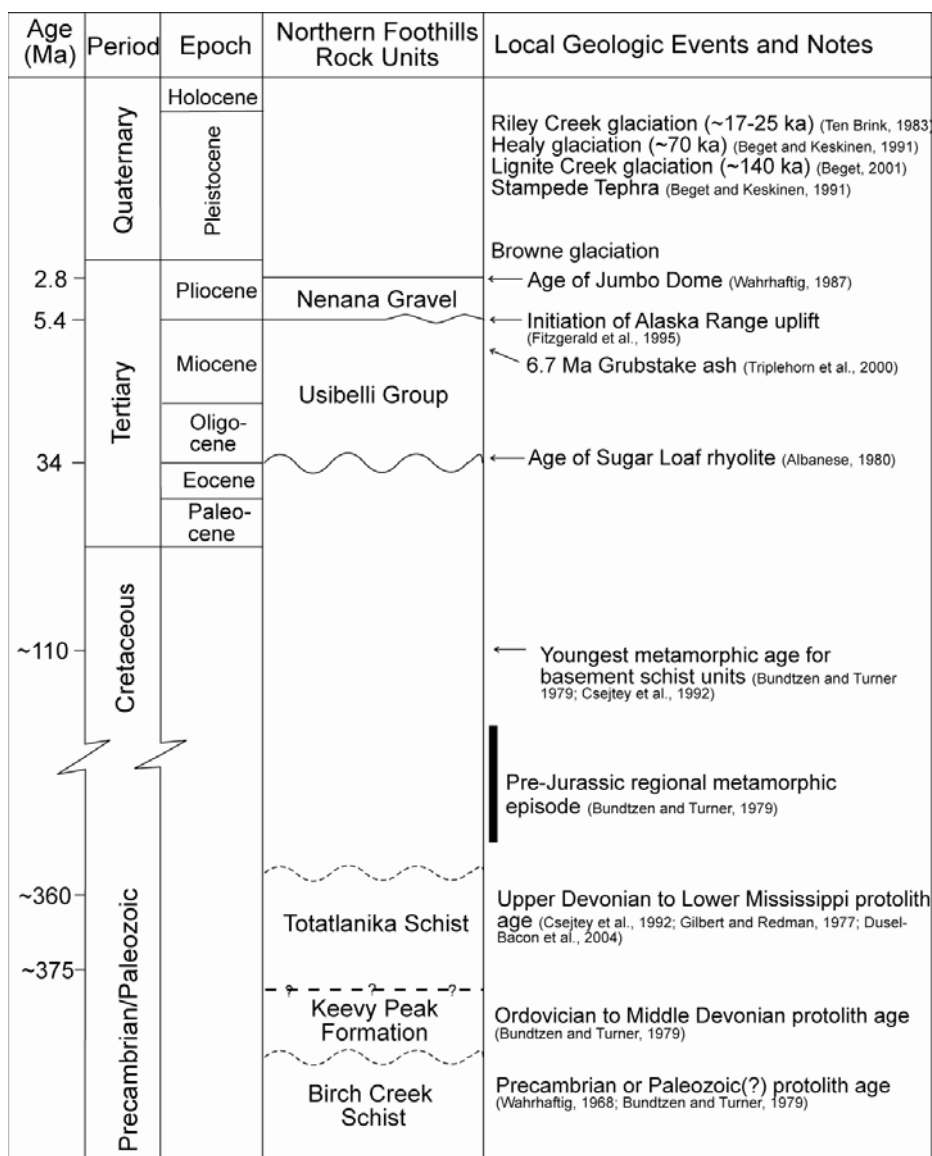 Age
(Ma)
Period
Epoch
Northern Foothills
Rock Units
Local Geologic Events and Notes
Holocene
Quaternary
Pleistocene
Riley Creek glaciation (~17-25 ka) (Ten Brink, 1983)
Healy glaciation (~70 ka) (Beget and Keskinen, 1991)
Lignite Creek glaciation (~140 ka) (Beget, 2001)
Stampede Tephra (Beget and Keskinen, 1991)
Browne glaciation
2.8
Age of Jumbo Dome (Wahrhaftig, 1987)
Pliocene
Nenana Gravel
5.4
Initiation of Alaska Range uplift
(Fitzgerald et al., 1995)
Tertiary
Miocene
6.7 Ma Grubstake ash (Triplehorn et al., 2000)
Usibelli Group
Oligo-
cene
34
Age of Sugar Loaf rhyolite (Albanese, 1980)
Eocene
Paleo-
cene
Cretaceous
~110
Youngest metamorphic age for
basement schist units (Bundtzen and Turner
1979; Csejtey et al., 1992)
Pre-Jurassic regional metamorphic
episode (Bundtzen and Turner, 1979)
Precambrian/Paleozoic
~360
Totatlanika Schist
Upper Devonian to Lower Mississippi protolith
age (Csejtey et al., 1992; Gilbert and Redman, 1977; Dusel-
Bacon et al., 2004)
~375
? ? ?
Keevy Peak
Formation
Ordovician to Middle Devonian protolith age
(Bundtzen and Turner, 1979)
Birch Creek
Schist
Precambrian or Paleozoic(?) protolith age
(Wahrhaftig, 1968; Bundtzen and Turner, 1979)